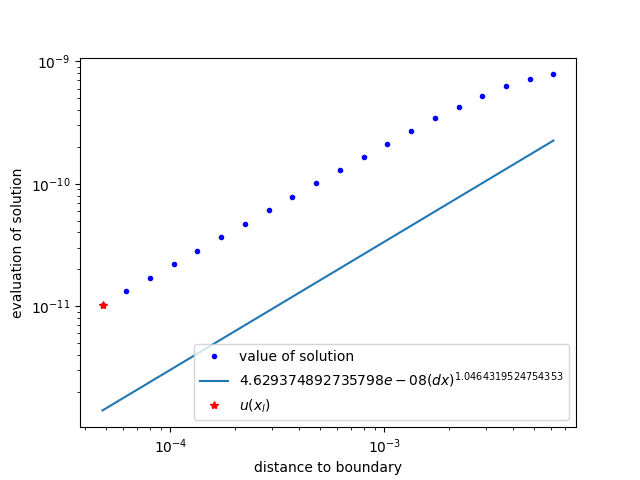 10^{-9}
10^{-10}
10^{-11}
evaluation of solution
value of solution
4.629374892735798e − 08(dx)^{1.0464319524754353}
u(x_l)
10^{-4}
10^{-3}
distance to boundary